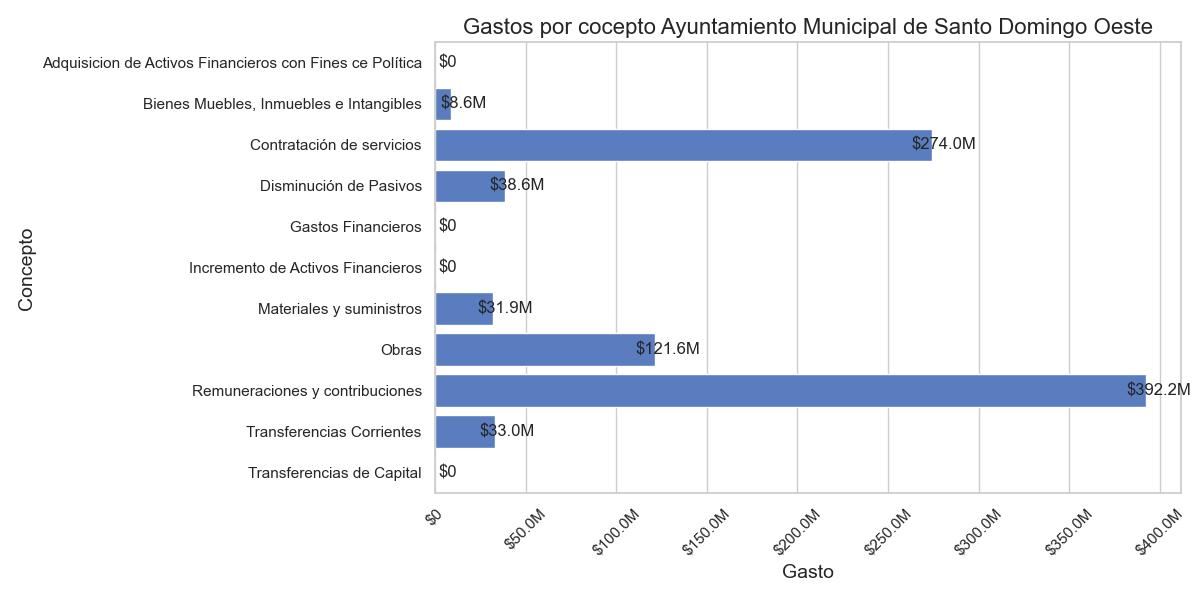 Gastos por cocepto Ayuntamiento Municipal de Santo Domingo Oeste
Concepto
Adquisicion de Activos Financieros con Fines ce Política $0
Bienes Muebles, Inmuebles e Intangibles $8.6M
Contratación de servicios $274.0M
Disminución de Pasivos $38.6M
Gastos Financieros $0
Incremento de Activos Financieros $0
Materiales y suministros $31.9M
Obras $121.6M
Remuneraciones y contribuciones $392.2M
Transferencias Corrientes $33.0M
Transferencias de Capital $0
$0 $50.0M $100.0M $150.0M $200.0M $250.0M $300.0M $350.0M $400.0M
Gasto